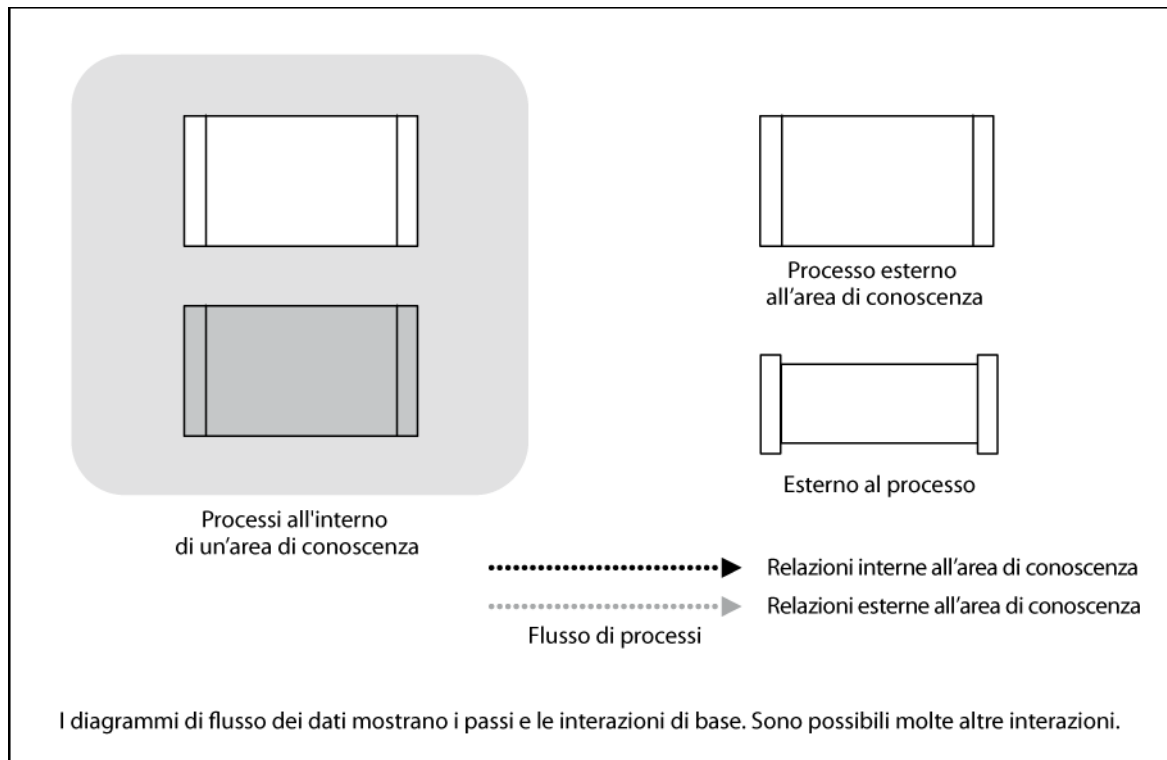 Processo esterno
all’area di conoscenza
Esterno al processo
Processi all'interno
di un’area di conoscenza
Relazioni interne all’area di conoscenza
Relazioni esterne all’area di conoscenza
Flusso di processi
I diagrammi di flusso dei dati mostrano i passi e le interazioni di base. Sono possibili molte altre interazioni.